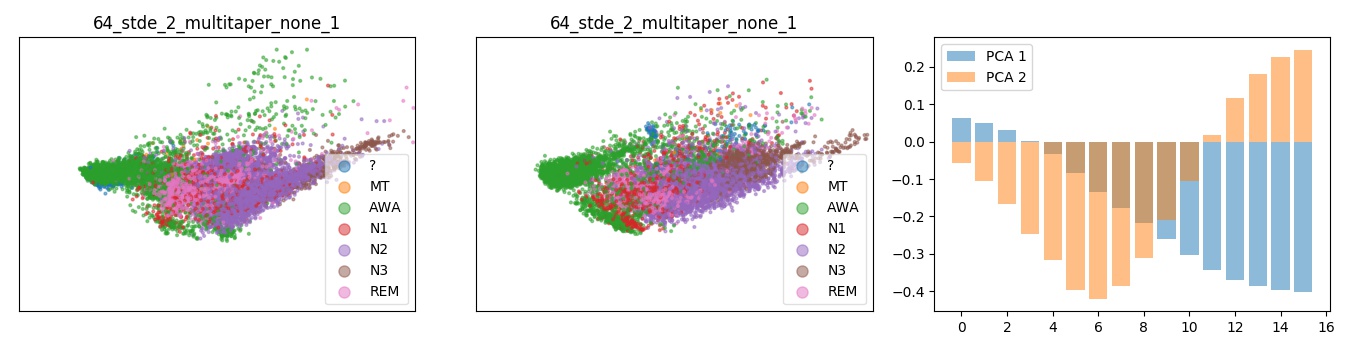 64_stde_2_multitaper_none_1
?
MT
AWA
N1
N2
N3
REM
64_stde_2_multitaper_none_1
?
MT
AWA
N1
N2
N3
REM
PCA 1
PCA 2
0.2
0.1
0.0
−0.1
−0.2
−0.3
−0.4
0 2 4 6 8 10 12 14 16